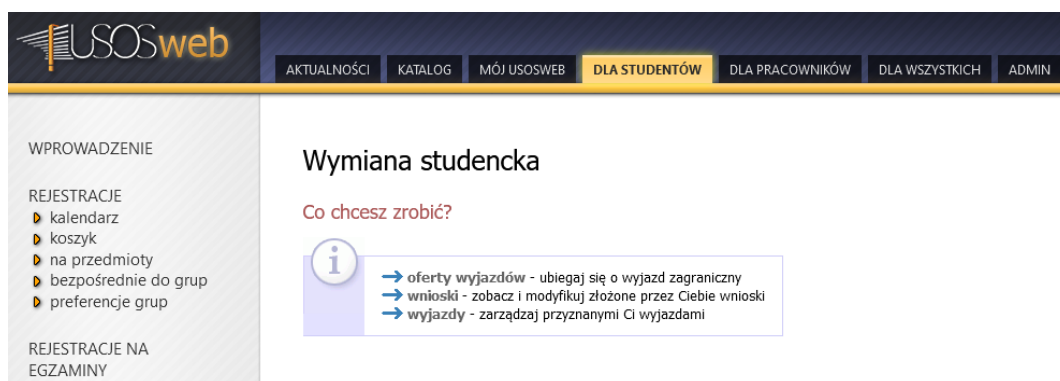 USOSweb
AKTUALNOŚCI KATALOG MÓJ USOSWEB DLA STUDENTÓW DLA PRACOWNIKÓW DLA WSZYSTKICH ADMIN
WPROWADZENIE
REJESTRACJE
kalendarz
koszyk
na przedmioty
bezpośrednie do grup
preferencje grup
REJESTRACJE NA
EGZAMINY
Wymiana studencka
Co chcesz zrobić?
i
→ oferty wyjazdów - ubiegaj się o wyjazd zagraniczny
→ wnioski - zobacz i modyfikuj złożone przez Ciebie wnioski
→ wyjazdy - zarządzaj przyznanymi Ci wyjazdami